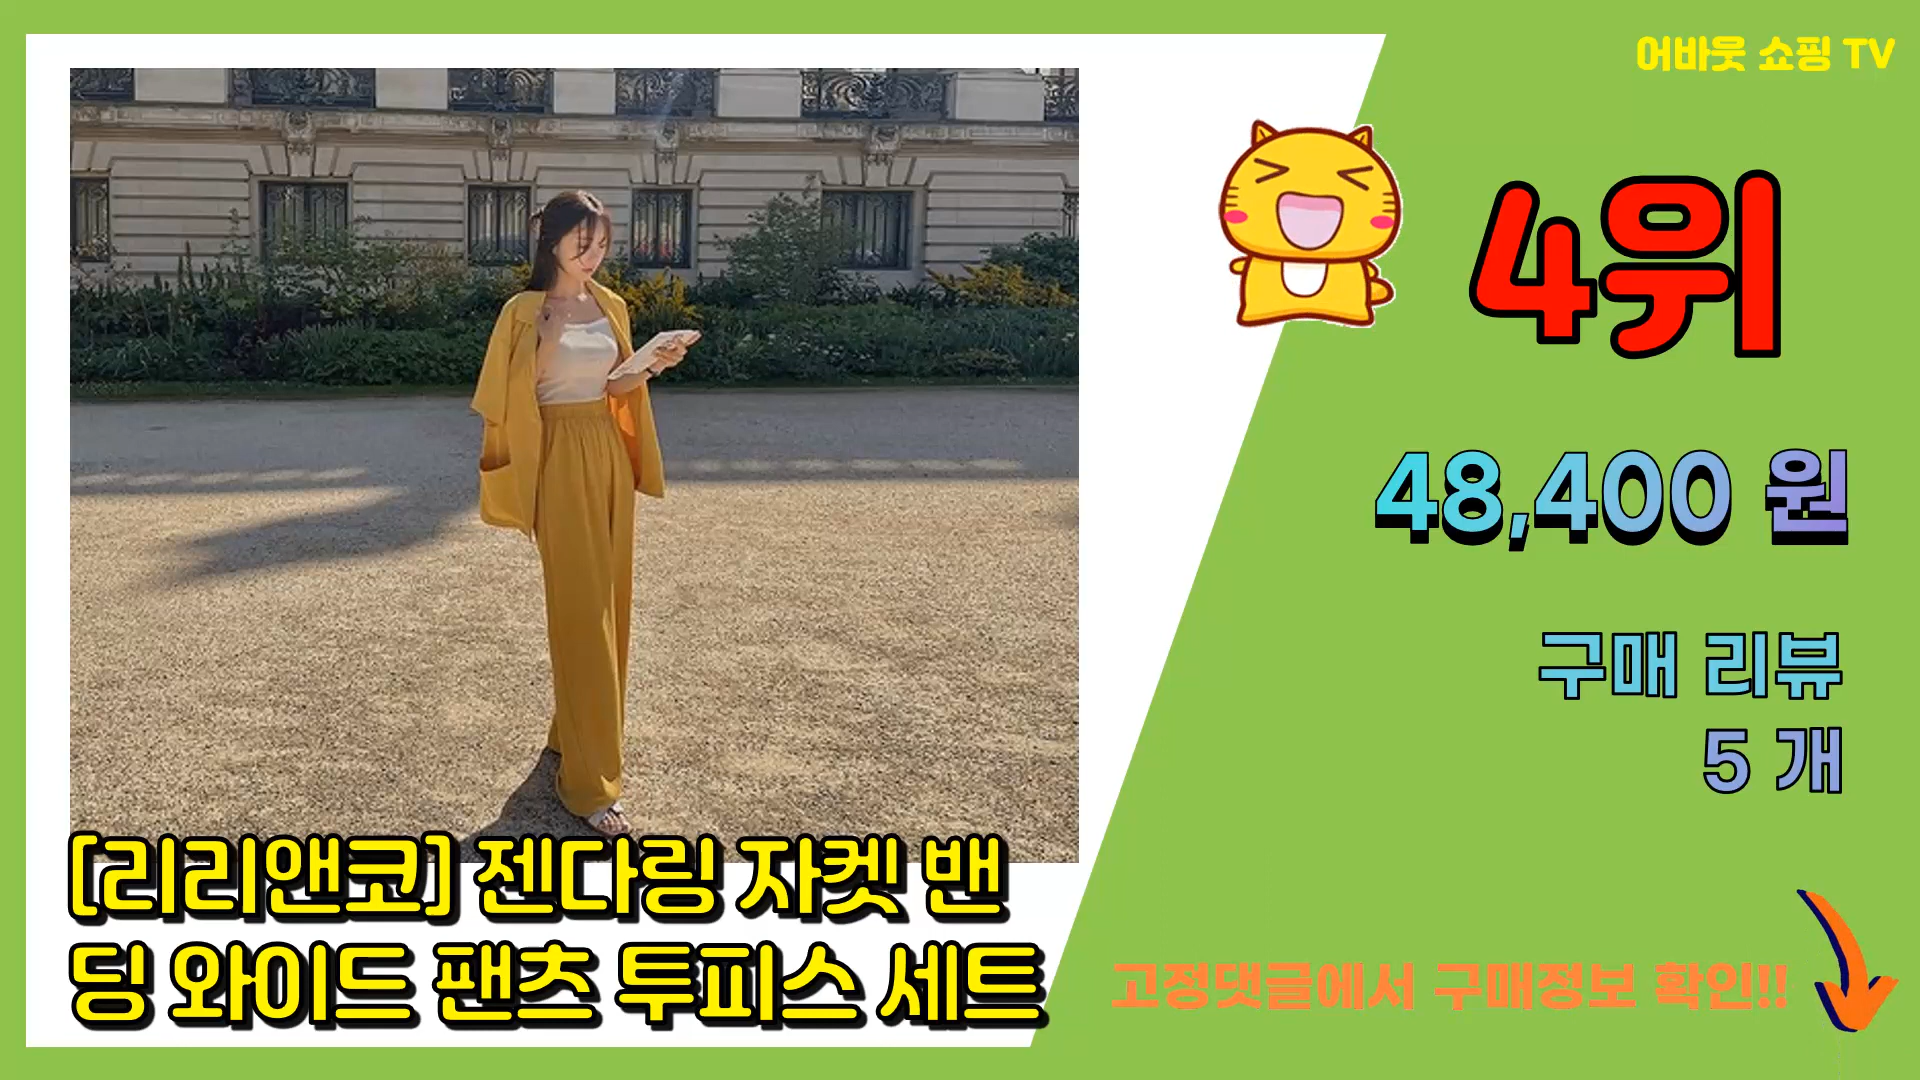 어바웃 쇼핑 TV
4위
48,400 원
구매 리뷰
5 개
[리리앤코] 젠다링 자켓 밴
딩 와이드 팬츠 투피스 세트
고정댓글에서 구매정보 확인!!